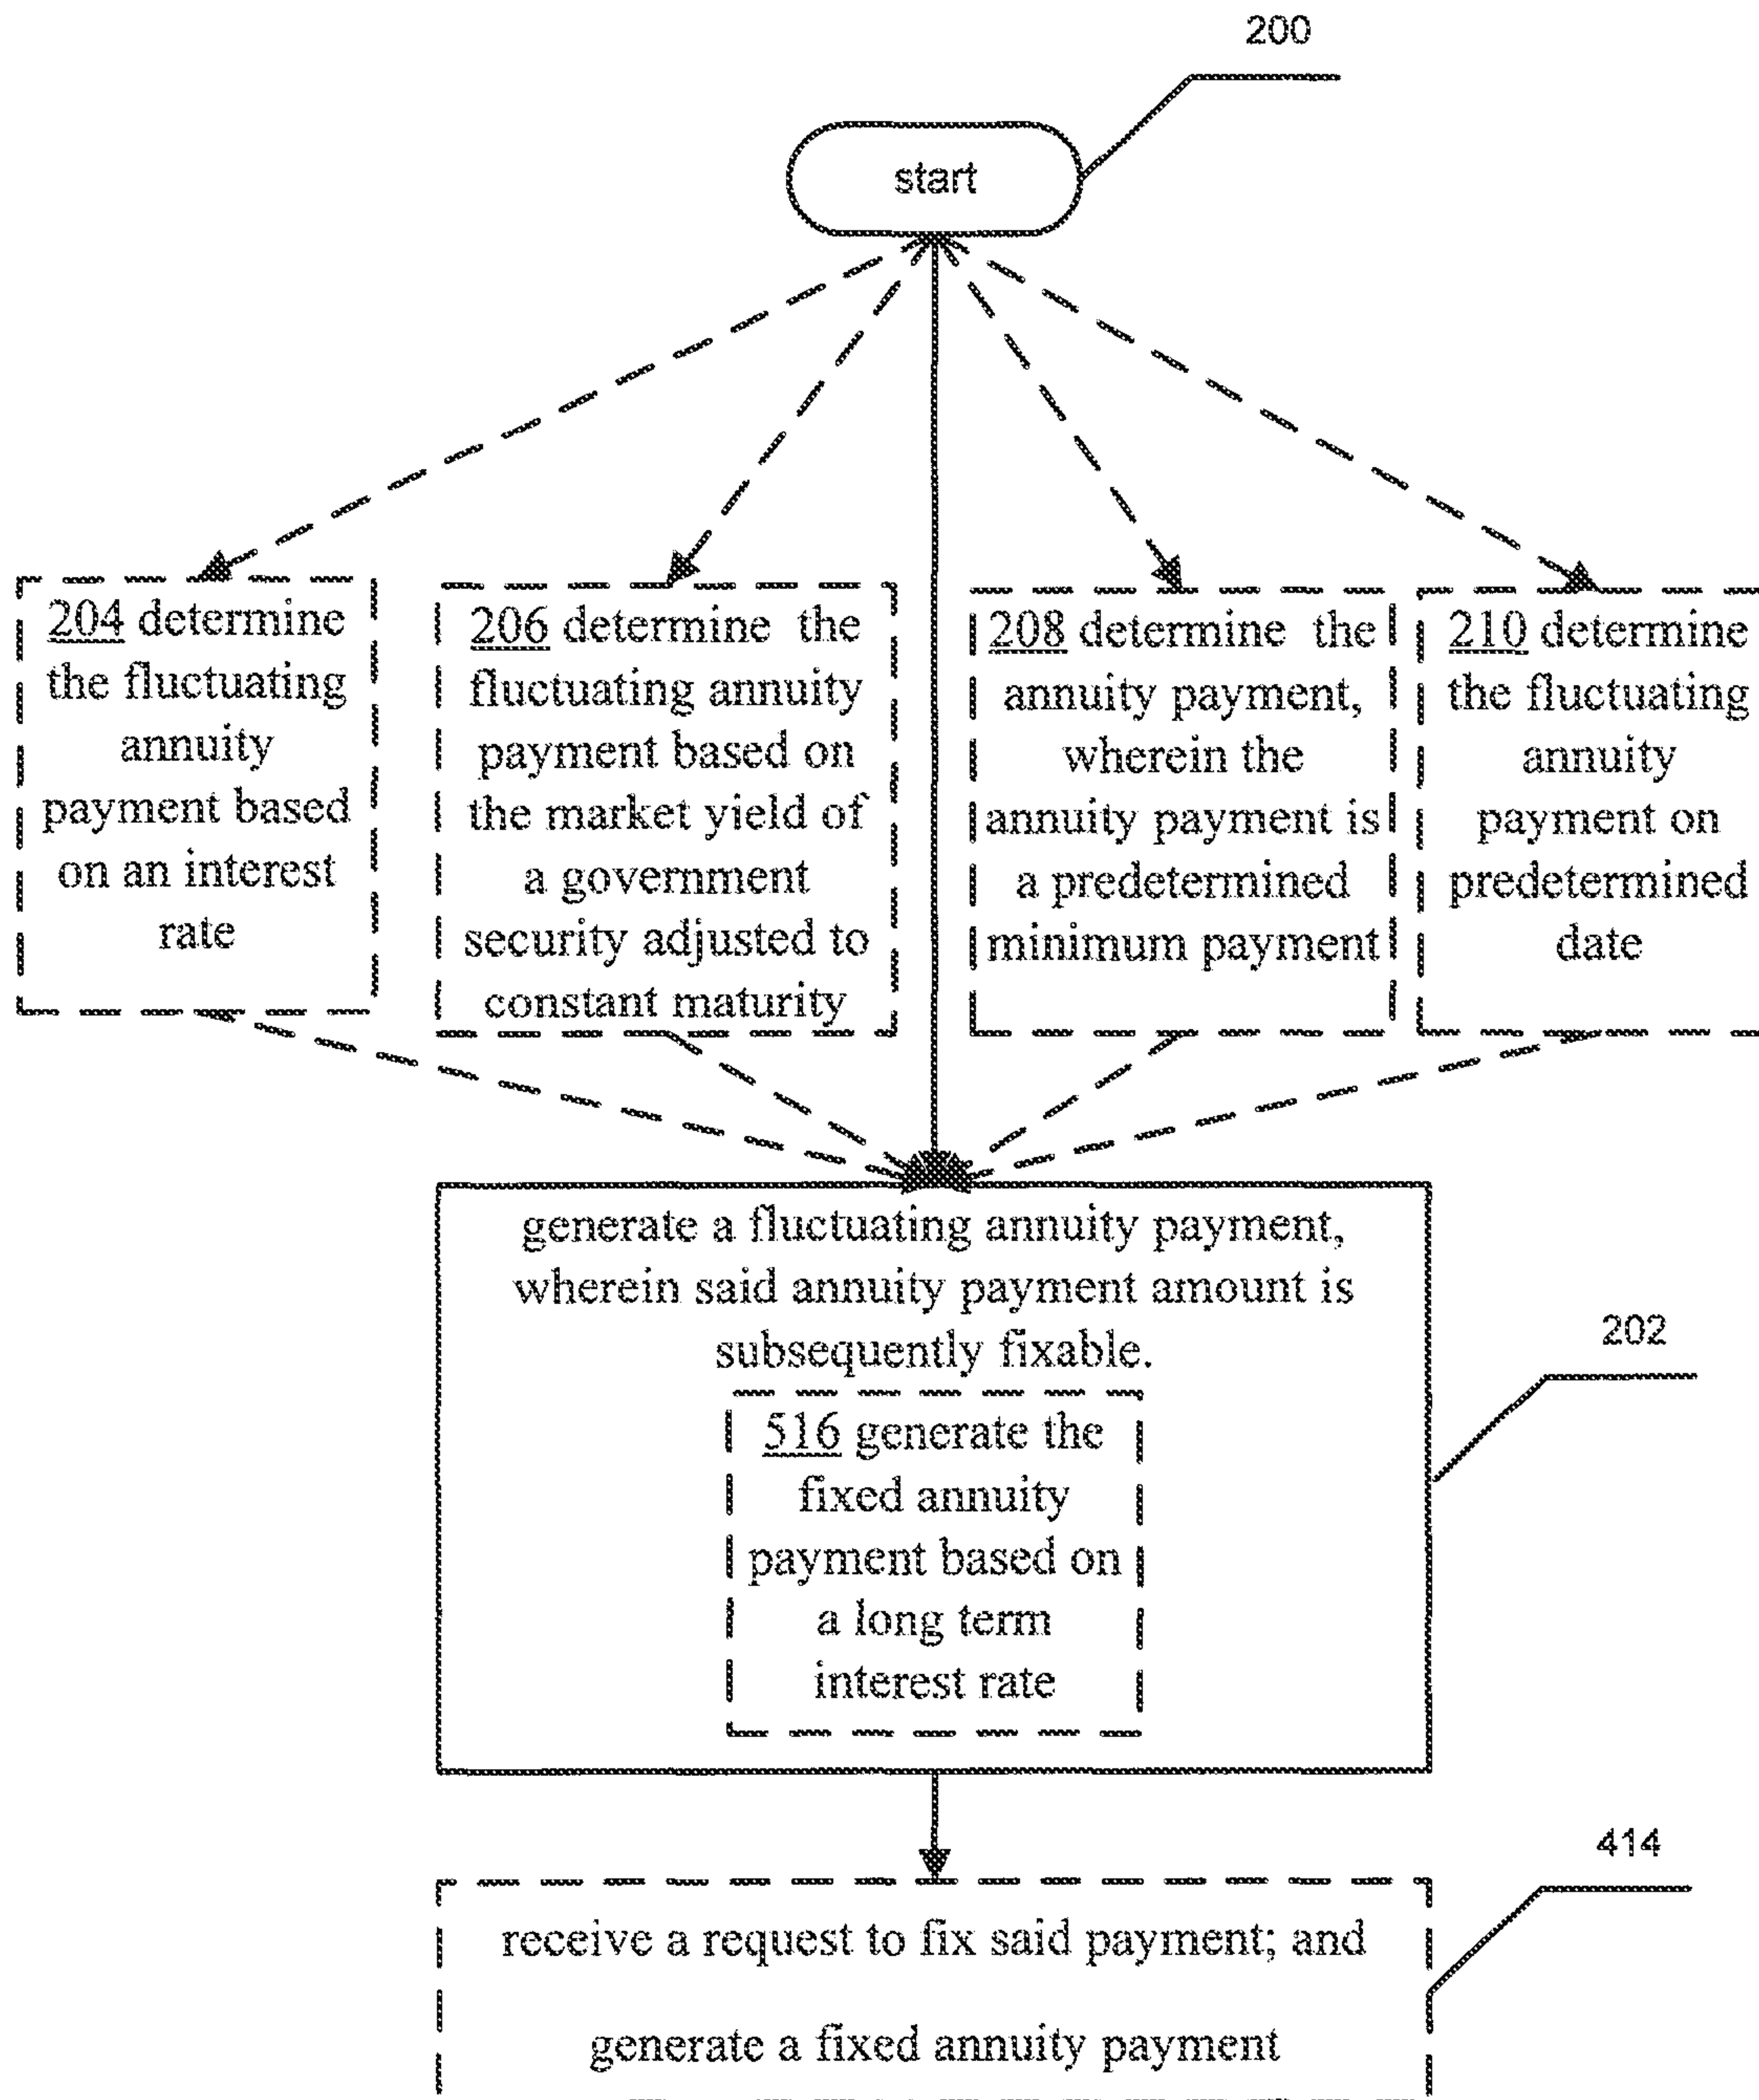 200
start
204 determine
the fluctuating
annuity
payment based
on an interest
rate
206 determine the
fluctuating annuity
payment based on
the market yield of
a government
security adjusted to
constant maturity
208 determine the
annuity payment,
wherein the
annuity payment is
a predetermined
minimum payment
210 determine
the fluctuating
annuity
payment on
predetermined
date
generate a fluctuating annuity payment,
wherein said annuity payment amount is
subsequently fixable.
202
516 generate the
fixed annuity
payment based on
a long term
interest rate
414
receive a request to fix said payment; and
generate a fixed annuity payment